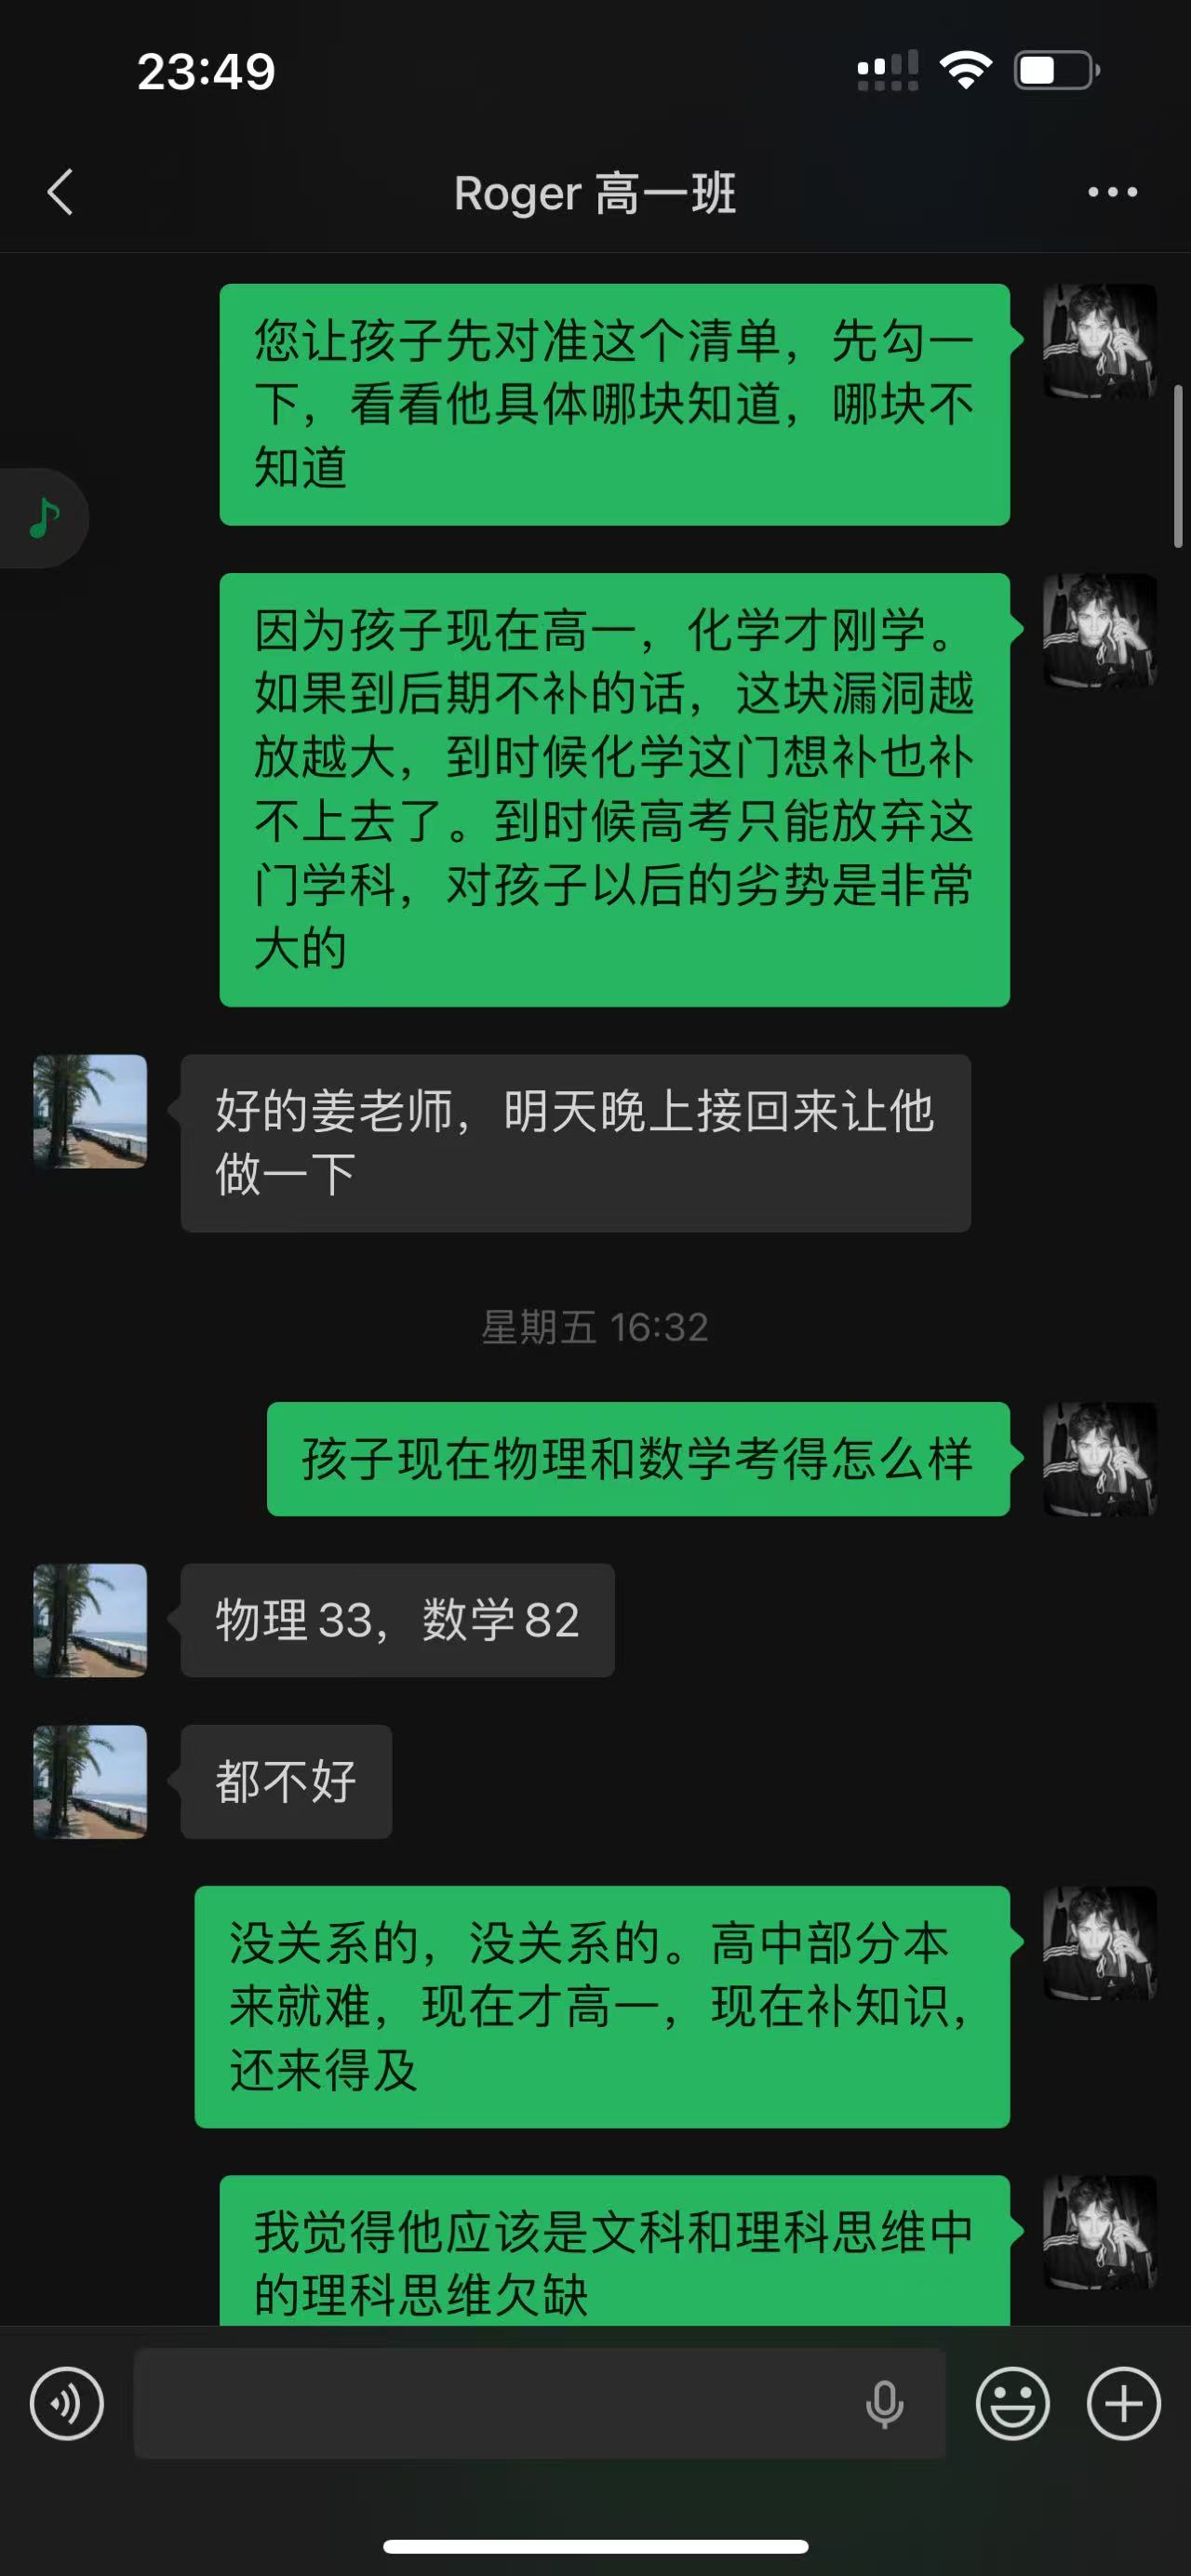 23:49
Roger 高一班
您让孩子先对准这个清单，先勾一
下，看看他具体哪块知道，哪块不
知道
因为孩子现在高一，化学才刚学。
如果到后期不补的话，这块漏洞越
放越大，到时候化学这门想补也补
不上去了。到时候高考只能放弃这
门学科，对孩子以后的劣势是非常
大的
好的姜老师，明天晚上接回来让他
做一下
星期五 16:32
孩子现在物理和数学考得怎么样
物理33，数学82
都不好
没关系的，没关系的。高中部分本
来就难，现在才高一，现在补知识，
还来得及
我觉得他应该是文科和理科思维中
的理科思维欠缺